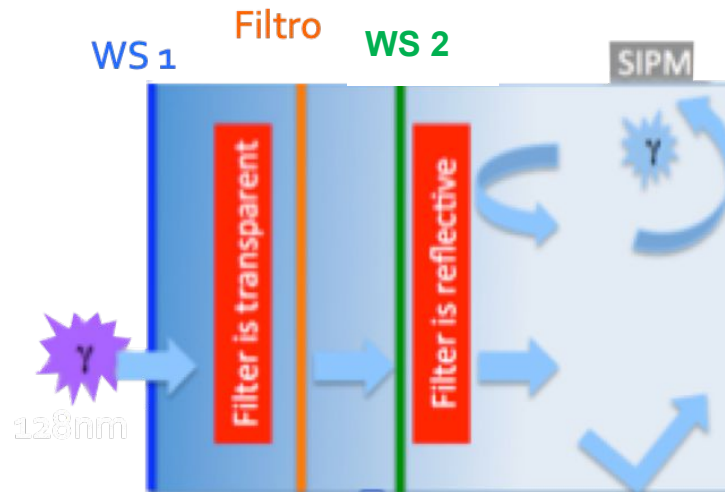 Filtro
WS 1
WS 2
SIPM
γ
Filter is transparent
Filter is reflective
γ
128nm